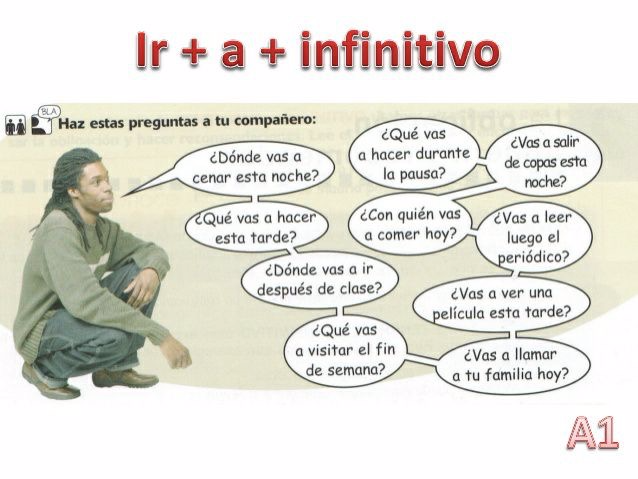 Ir + a + infinitivo
BLA
Haz estas preguntas a tu compañero:
¿Dónde vas a
cenar esta noche?
¿Qué vas a hacer
esta tarde?
¿Dónde vas a ir
después de clase?
¿Qué vas
a visitar el fin
de semana?
¿Vas a llamar
a tu familia hoy?
¿Vas a ver una
película esta tarde?
¿Vas a leer
luego el
periódico?
¿Con quién vas
a comer hoy?
¿Vas a salir
de copas esta
noche?
¿Qué vas
a hacer durante
la pausa?
A1